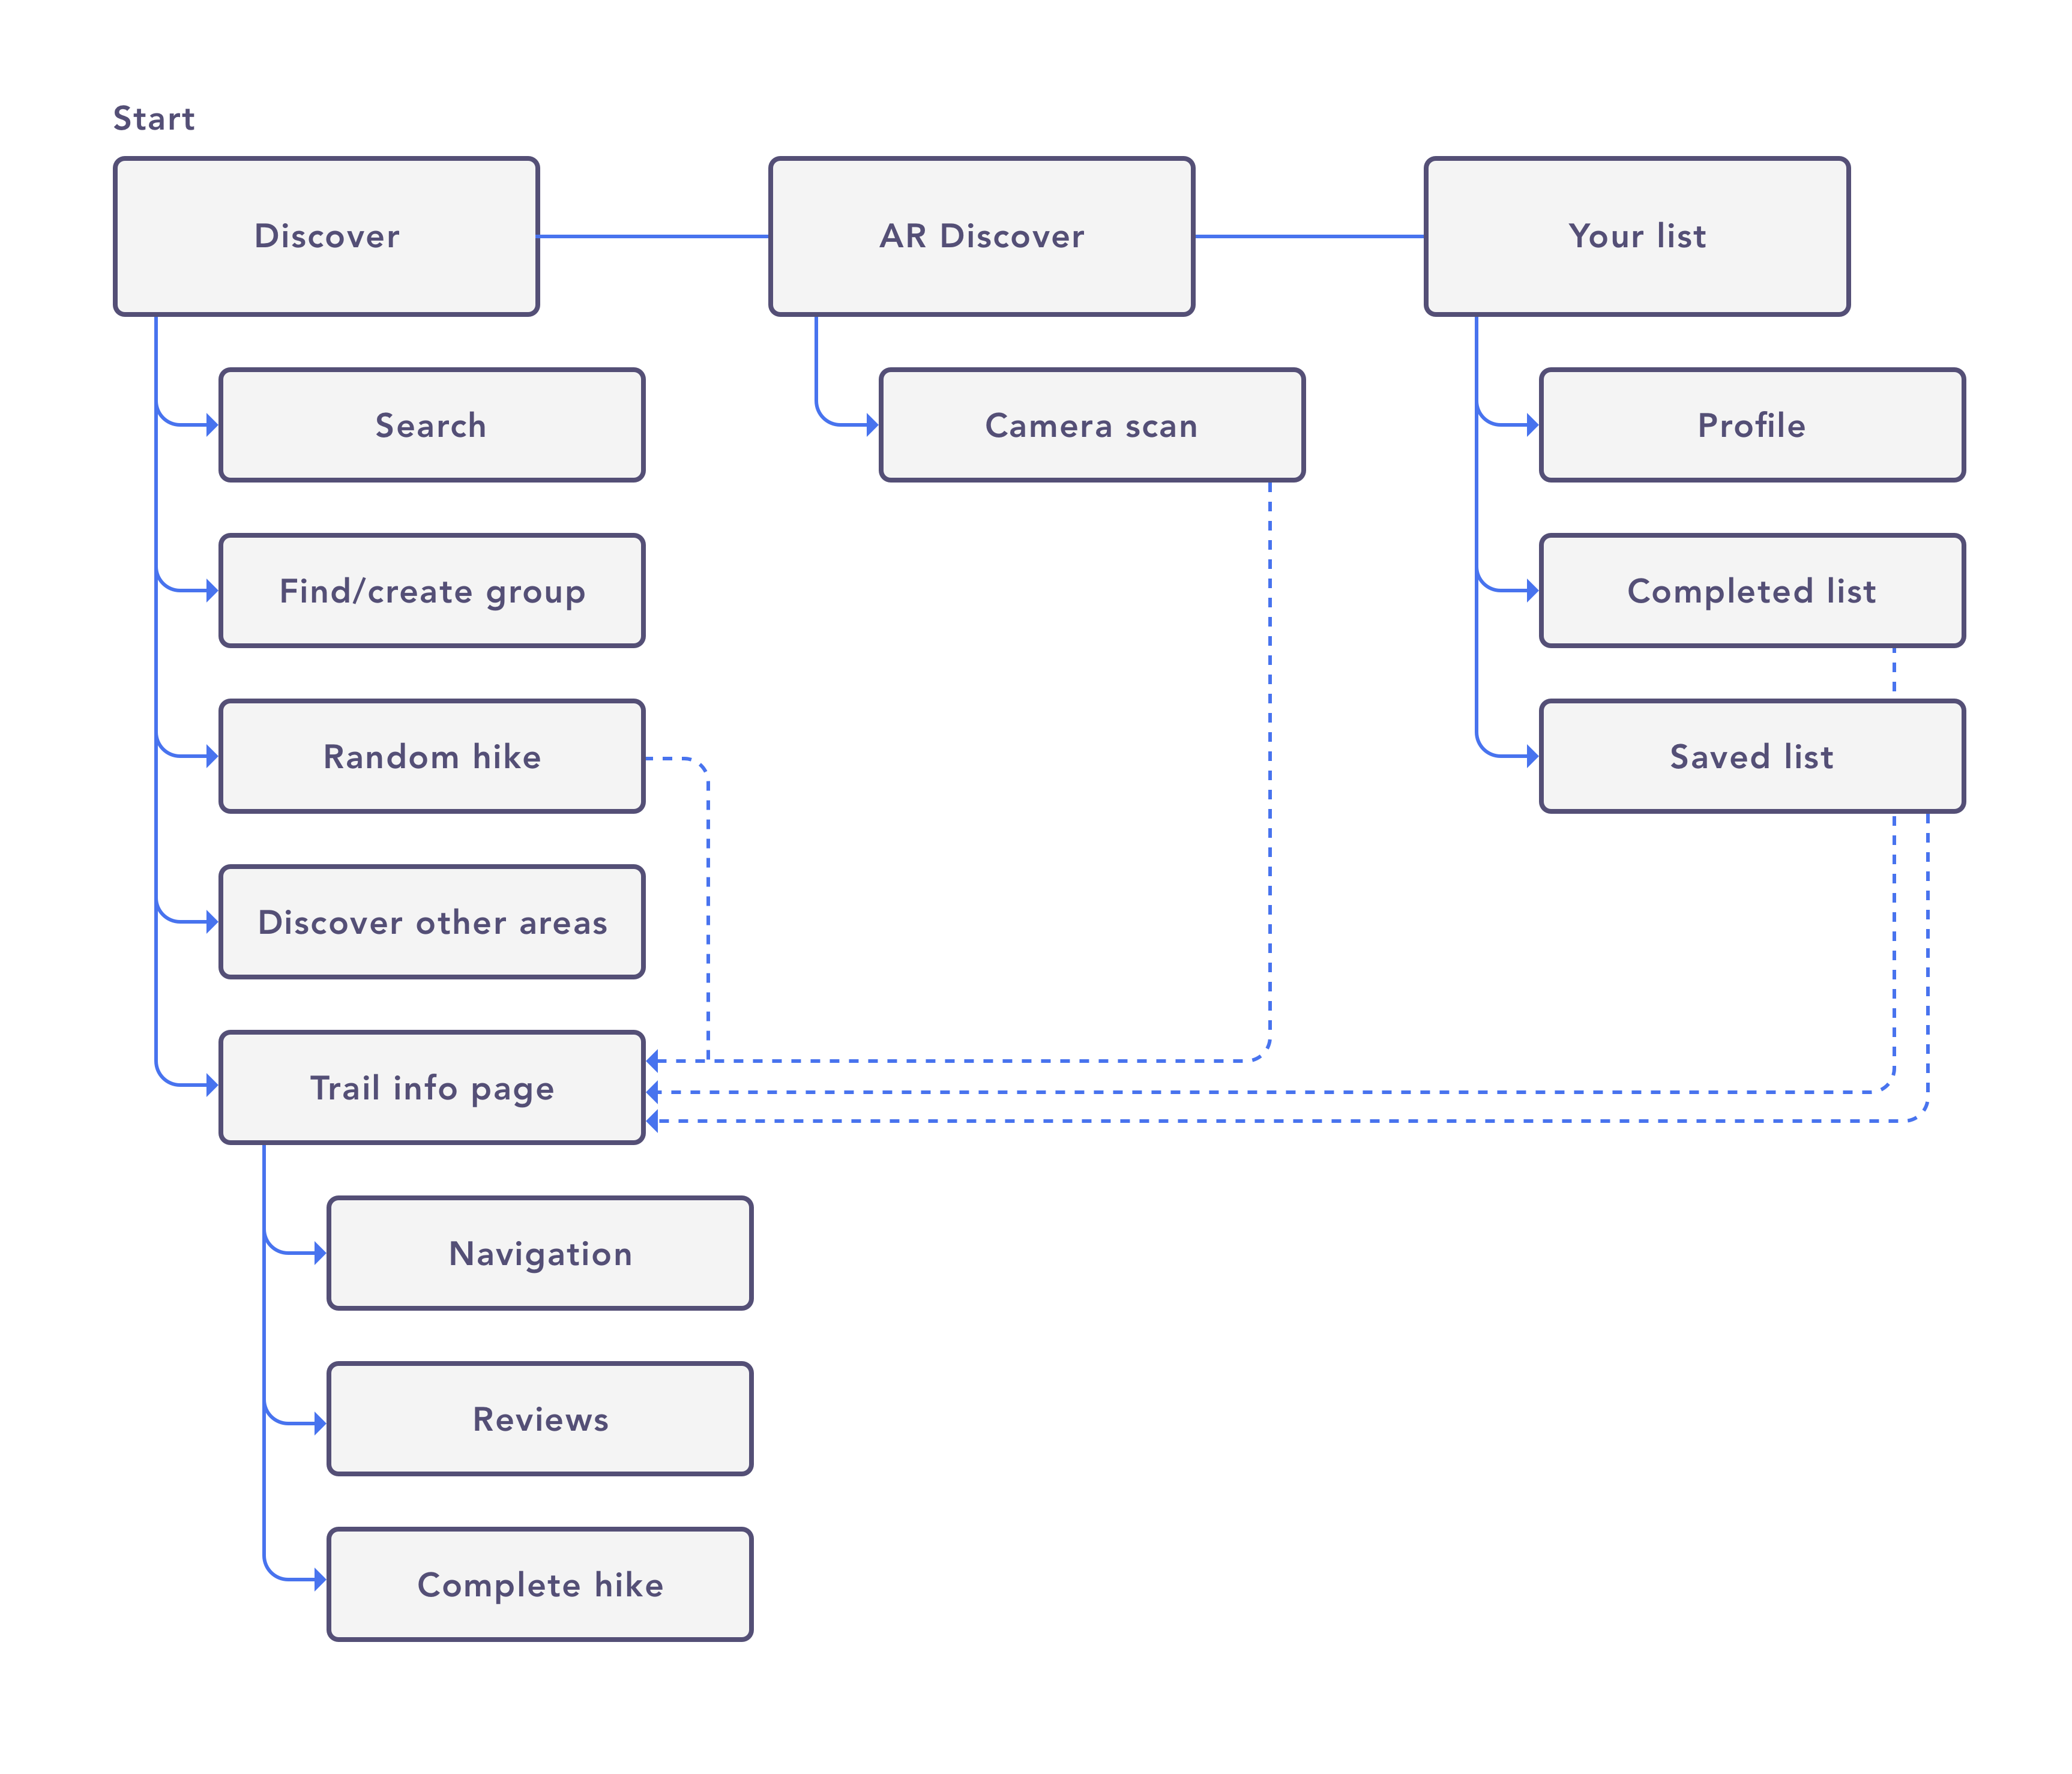 Start
Discover
AR Discover
Your list
Search
Camera scan
Profile
Find/create group
Completed list
Random hike
Saved list
Discover other areas
Trail info page
Navigation
Reviews
Complete hike